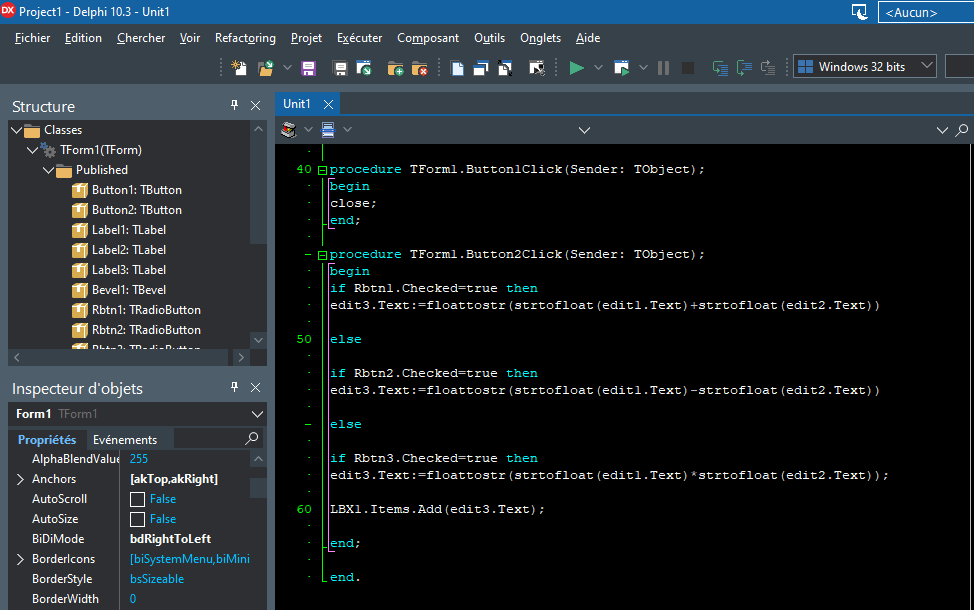 DX Project1 - Delphi 10.3 - Unit1
<Aucun>
Fichier Edition Chercher Voir Refactoring Projet Exécuter Composant Outils Onglets Aide
Windows 32 bits
Structure
Classes
TForm1(TForm)
Published
Button1: TButton
Button2: TButton
Label1: TLabel
Label2: TLabel
Label3: TLabel
Bevel1: TBevel
Rbtn1: TRadioButton
Rbtn2: TRadioButton
Rbtn3: TRadioButton
Inspecteur d'objets
Form1 TForm1
Propriétés Evénements
AlphaBlendValue 255
Anchors [akTop,akRight]
AutoScroll False
AutoSize False
BiDiMode bdRightToLeft
BorderIcons [biSystemMenu,biMini
BorderStyle bsSizeable
BorderWidth 0
Unit1
40 procedure TForm1.Button1Click(Sender: TObject);
begin
close;
end;
procedure TForm1.Button2Click(Sender: TObject);
begin
if Rbtn1.Checked=true then
edit3.Text:=floattostr(strtofloat(edit1.Text)+strtofloat(edit2.Text))
50 else
if Rbtn2.Checked=true then
edit3.Text:=floattostr(strtofloat(edit1.Text)-strtofloat(edit2.Text))
else
if Rbtn3.Checked=true then
edit3.Text:=floattostr(strtofloat(edit1.Text)*strtofloat(edit2.Text));
60 LBX1.Items.Add(edit3.Text);
end;
end.